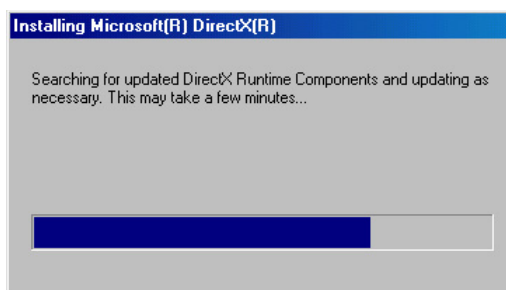 Installing Microsoft(R) DirectX(R)
Searching for updated DirectX Runtime Components and updating as
necessary. This may take a few minutes...